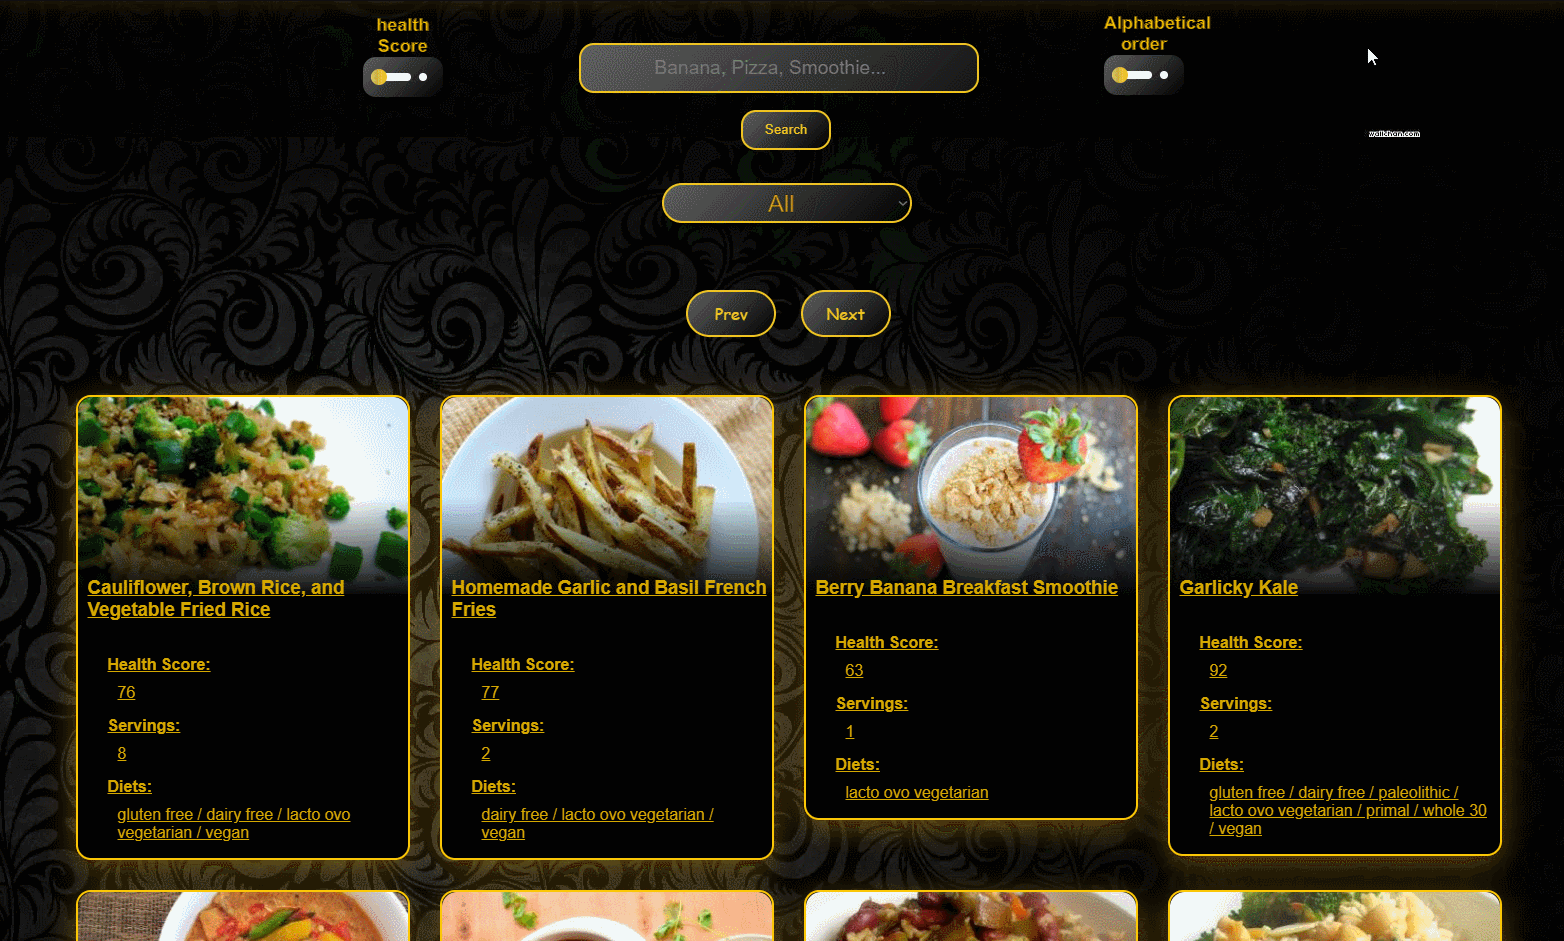 health
Score
Alphabetical
order
Banana, Pizza, Smoothie...
Search
wallchan.com
All
Prev
Next
Cauliflower, Brown Rice, and
Vegetable Fried Rice
Health Score:
76
Servings:
8
Diets:
gluten free / dairy free / lacto ovo
vegetarian / vegan
Homemade Garlic and Basil French
Fries
Health Score:
77
Servings:
2
Diets:
dairy free / lacto ovo vegetarian /
vegan
Berry Banana Breakfast Smoothie
Health Score:
63
Servings:
1
Diets:
lacto ovo vegetarian
Garlicky Kale
Health Score:
92
Servings:
2
Diets:
gluten free / dairy free / paleolithic /
lacto ovo vegetarian / primal / whole 30
/ vegan